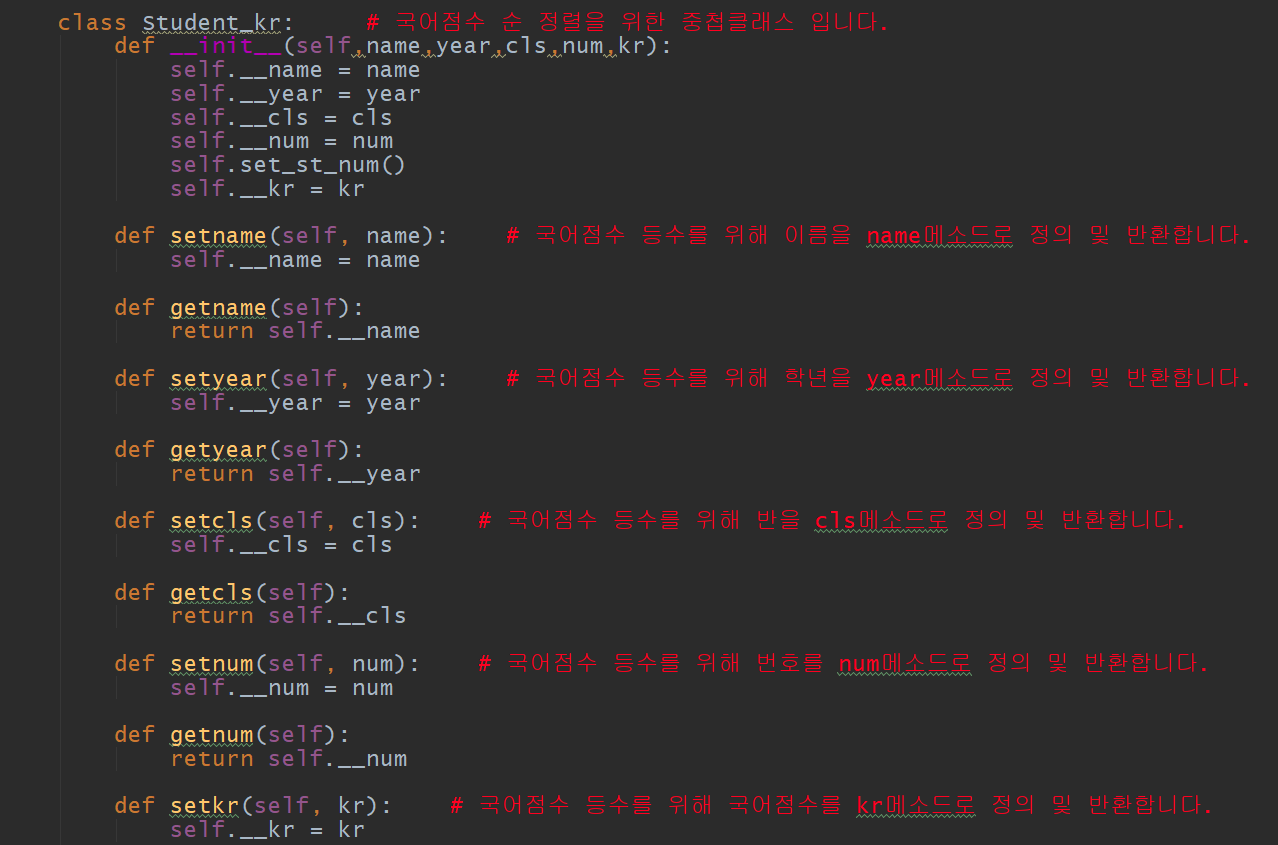 class Student_kr:     # 국어점수 순 정렬을 위한 중첩클래스 입니다.
    def __init__(self,name,year,cls,num,kr):
        self.__name = name
        self.__year = year
        self.__cls = cls
        self.__num = num
        self.set_st_num()
        self.__kr = kr

    def setname(self, name):    # 국어점수 등수를 위해 이름을 name메소드로 정의 및 반환합니다.
        self.__name = name

    def getname(self):
        return self.__name

    def setyear(self, year):    # 국어점수 등수를 위해 학년을 year메소드로 정의 및 반환합니다.
        self.__year = year

    def getyear(self):
        return self.__year

    def setcls(self, cls):    # 국어점수 등수를 위해 반을 cls메소드로 정의 및 반환합니다.
        self.__cls = cls

    def getcls(self):
        return self.__cls

    def setnum(self, num):    # 국어점수 등수를 위해 번호를 num메소드로 정의 및 반환합니다.
        self.__num = num

    def getnum(self):
        return self.__num

    def setkr(self, kr):    # 국어점수 등수를 위해 국어점수를 kr메소드로 정의 및 반환합니다.
        self.__kr = kr